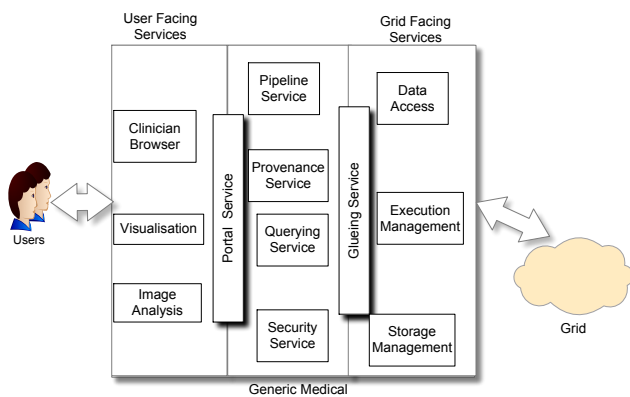 User Facing
Services
Grid Facing
Services
Pipeline
Service
Data
Access
Clinician
Browser
Portal Service
Glueing Service
Provenance
Service
Users
Visualisation
Querying
Service
Execution
Management
Image
Analysis
Security
Service
Storage
Management
Grid
Generic Medical